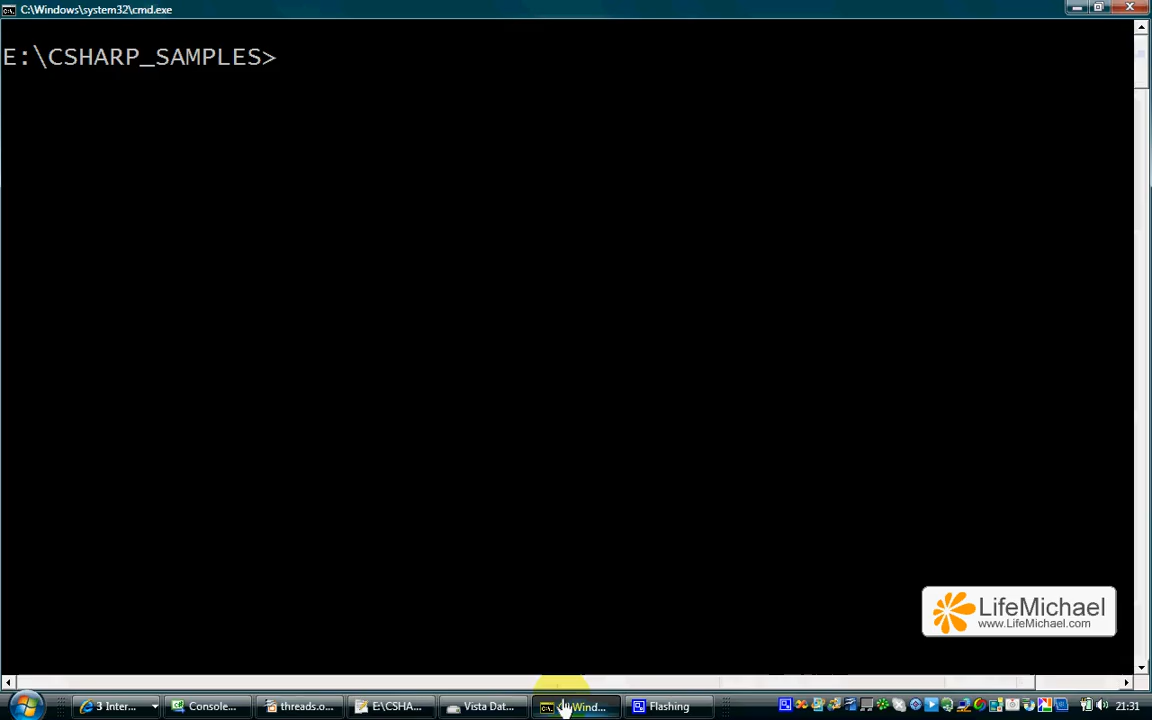 C:\Windows\system32\cmd.exe
E:\CSHARP_SAMPLES>
LifeMichael
www.LifeMichael.com
3 Inter...
Console...
threads.o...
E:\CSHA...
Vista Dat...
Flashing
21:31